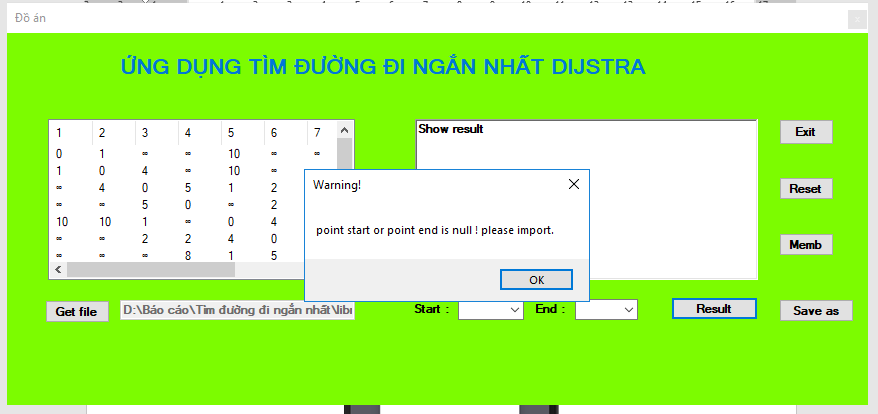 Đồ án
ỨNG DỤNG TÌM ĐƯỜNG ĐI NGẮN NHẤT DIJSTRA
1 2 3 4 5 6 7
0 1 ∞ ∞ 10 ∞ ∞
1 0 4 ∞ 10 ∞
∞ 4 0 5 1 2
∞ ∞ 5 0 ∞ 2
10 10 1 ∞ 0 4
∞ ∞ 2 2 4 0
∞ ∞ ∞ 8 1 5
Show result
Warning!
point start or point end is null ! please import.
OK
Exit
Reset
Memb
Get file
D:\Báo cáo\Tìm đường đi ngắn nhất\libr
Start :
End :
Result
Save as